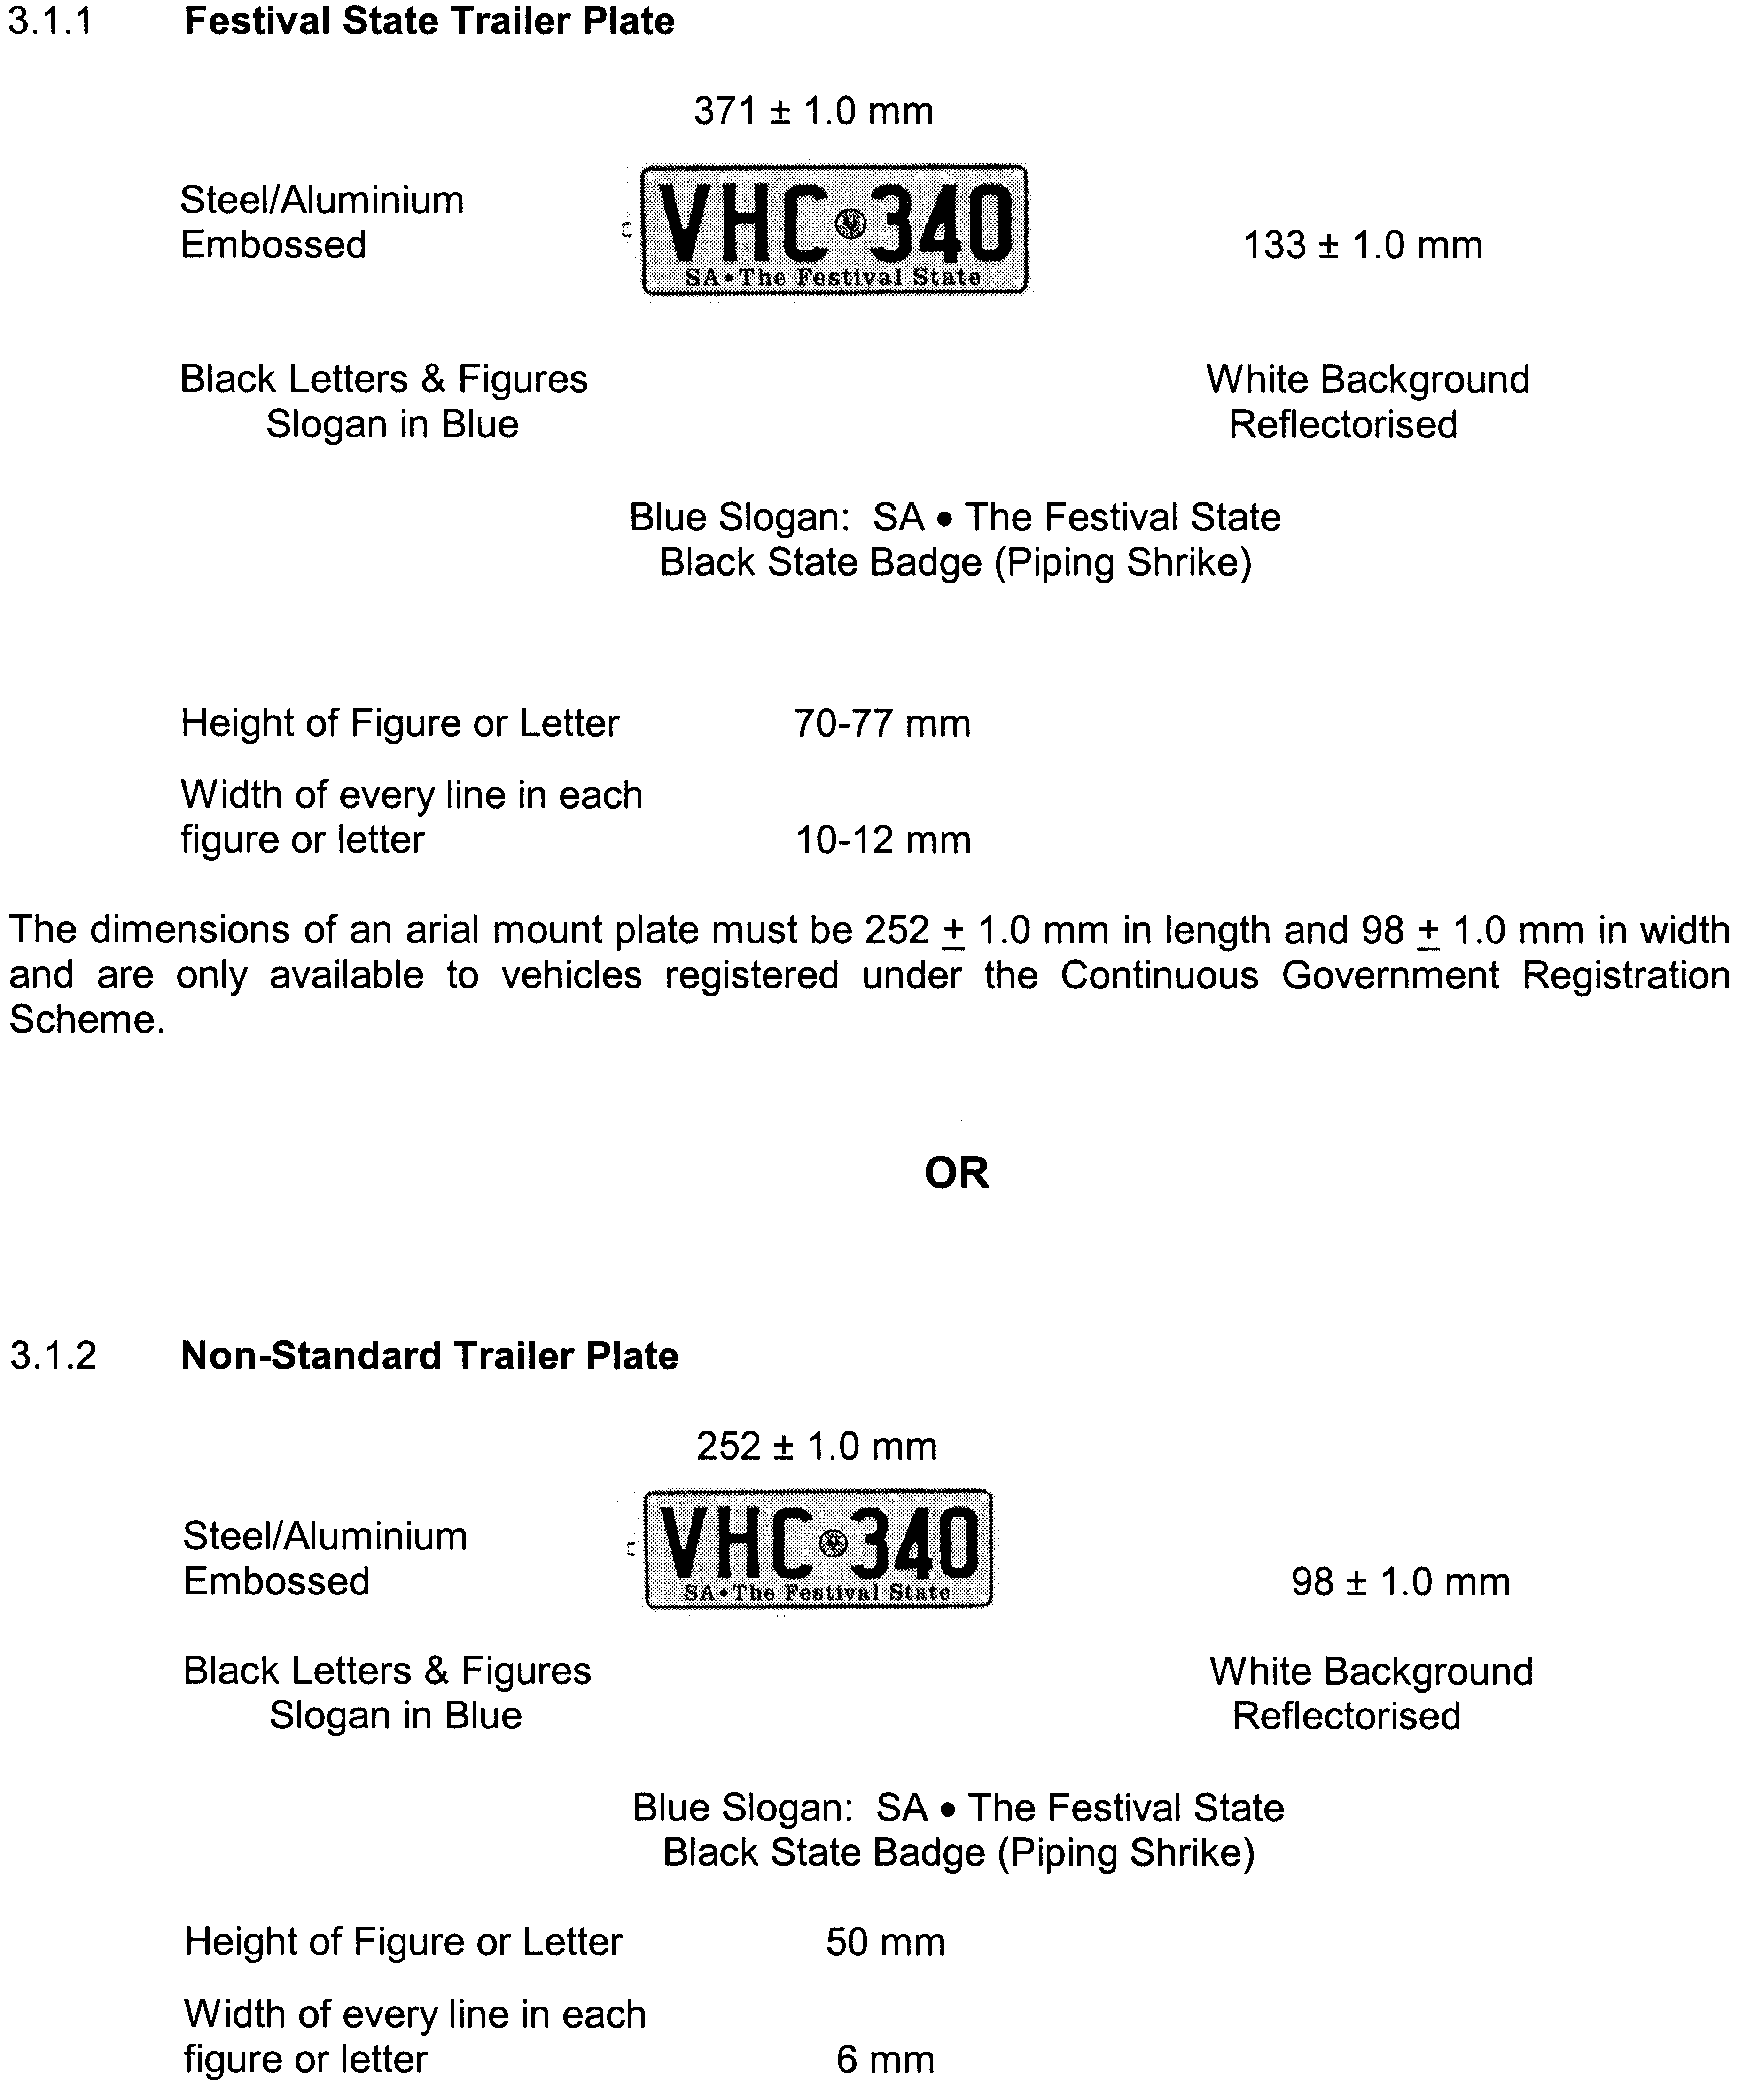 3.1.1 Festival State Trailer Plate
371 ± 1.0 mm
Steel/Aluminium
Embossed
VHC 340
SA•The Festival State
133 ± 1.0 mm
Black Letters & Figures
Slogan in Blue
White Background
Reflectorised
Blue Slogan: SA • The Festival State
Black State Badge (Piping Shrike)
Height of Figure or Letter 70-77 mm
Width of every line in each
figure or letter 10-12 mm
The dimensions of an arial mount plate must be 252 ± 1.0 mm in length and 98 ± 1.0 mm in width
and are only available to vehicles registered under the Continuous Government Registration
Scheme.
OR
3.1.2 Non-Standard Trailer Plate
252 ± 1.0 mm
Steel/Aluminium
Embossed
VHC 340
SA•The Festival State
98 ± 1.0 mm
Black Letters & Figures
Slogan in Blue
White Background
Reflectorised
Blue Slogan: SA • The Festival State
Black State Badge (Piping Shrike)
Height of Figure or Letter 50 mm
Width of every line in each
figure or letter 6 mm